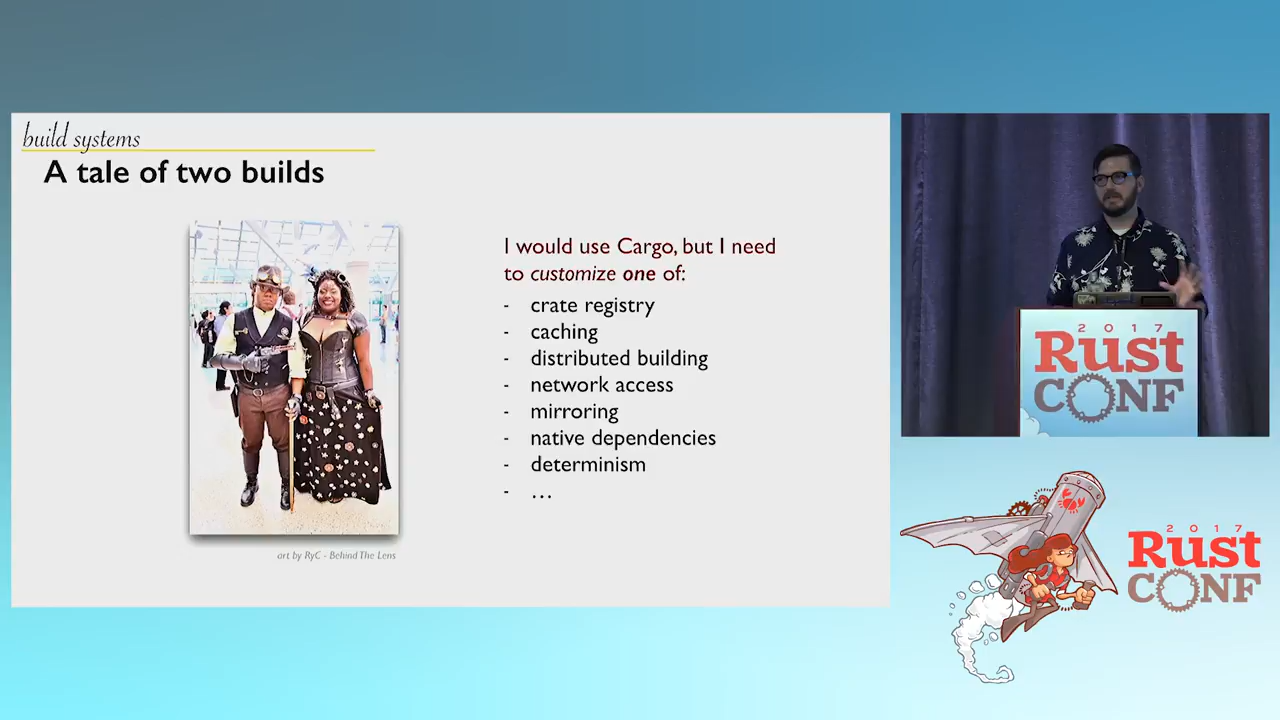 build systems
A tale of two builds
I would use Cargo, but I need
to customize one of:
- crate registry
- caching
- distributed building
- network access
- mirroring
- native dependencies
- determinism
- …
art by RyC - Behind The Lens
2017
Rust
CONF
2017
Rust
CONF